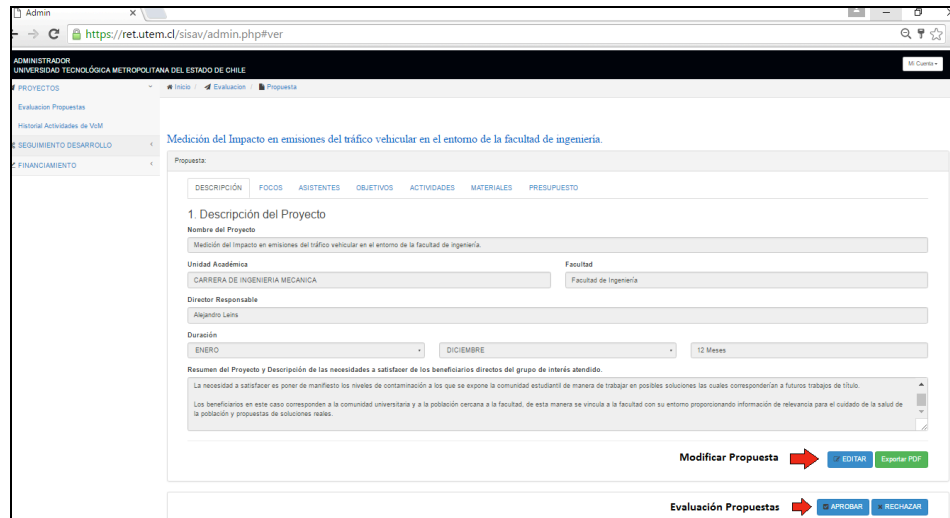 Admin
https://ret.utem.cl/sisav/admin.php#ver
ADMINISTRADOR
UNIVERSIDAD TECNOLÓGICA METROPOLITANA DEL ESTADO DE CHILE
Mi Cuenta
PROYECTOS
Inicio / Evaluacion / Propuesta
Evaluacion Propuestas
Historial Actividades de VcM
SEGUIMIENTO DESARROLLO
FINANCIAMIENTO
Medición del Impacto en emisiones del tráfico vehicular en el entorno de la facultad de ingeniería.
Propuesta:
DESCRIPCIÓN FOCOS ASISTENTES OBJETIVOS ACTIVIDADES MATERIALES PRESUPUESTO
1. Descripción del Proyecto
Nombre del Proyecto
Medición del Impacto en emisiones del tráfico vehicular en el entorno de la facultad de ingeniería.
Unidad Académica Facultad
CARRERA DE INGENIERIA MECANICA Facultad de Ingeniería
Director Responsable
Alejandro Leins
Duración
ENERO DICIEMBRE 12 Meses
Resumen del Proyecto y Descripción de las necesidades a satisfacer de los beneficiarios directos del grupo de interés atendido.
La necesidad a satisfacer es poner de manifiesto los niveles de contaminación a los que se expone la comunidad estudiantil de manera de trabajar en posibles soluciones las cuales corresponderían a futuros trabajos de título.
Los beneficiarios en este caso corresponden a la comunidad universitaria y a la población cercana a la facultad, de esta manera se vincula a la facultad con su entorno proporcionando información de relevancia para el cuidado de la salud de
la población y propuestas de soluciones reales.
Modificar Propuesta EDITAR Exportar PDF
Evaluación Propuestas APROBAR RECHAZAR